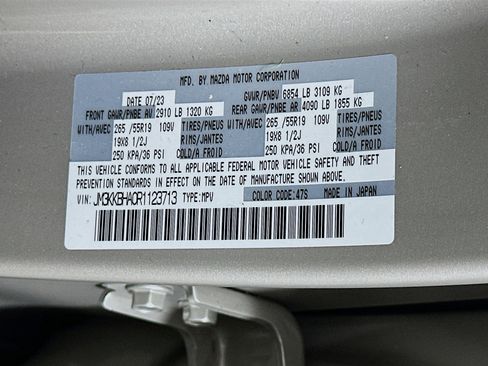 MFD. BY MAZDA MOTOR CORPORATION
DATE 07/23 GVWR/PNBV 6854 LB 3109 KG
FRONT GAWR/PNBE AV 2910 LB 1320 KG REAR GAWR/PNBE AR 4090 LB 1855 KG
WITH/AVEC 265 /55R19 109V TIRES/PNEUS WITH/AVEC 265 /55R19 109V TIRES/PNEUS
19X8 1/2J RIMS/JANTES 19X8 1/2J RIMS/JANTES
250 KPA/36 PSI COLD/A FROID 250 KPA/36 PSI COLD/A FROID
THIS VEHICLE CONFORMS TO ALL APPLICABLE FEDERAL MOTOR VEHICLE SAFETY AND THEFT
PREVENTION STANDARDS IN EFFECT ON THE DATE OF MANUFACTURE SHOWN ABOVE.
VIN: JM3KKBHA0R1123713 TYPE:MPV COLOR CODE:47S MADE IN JAPAN